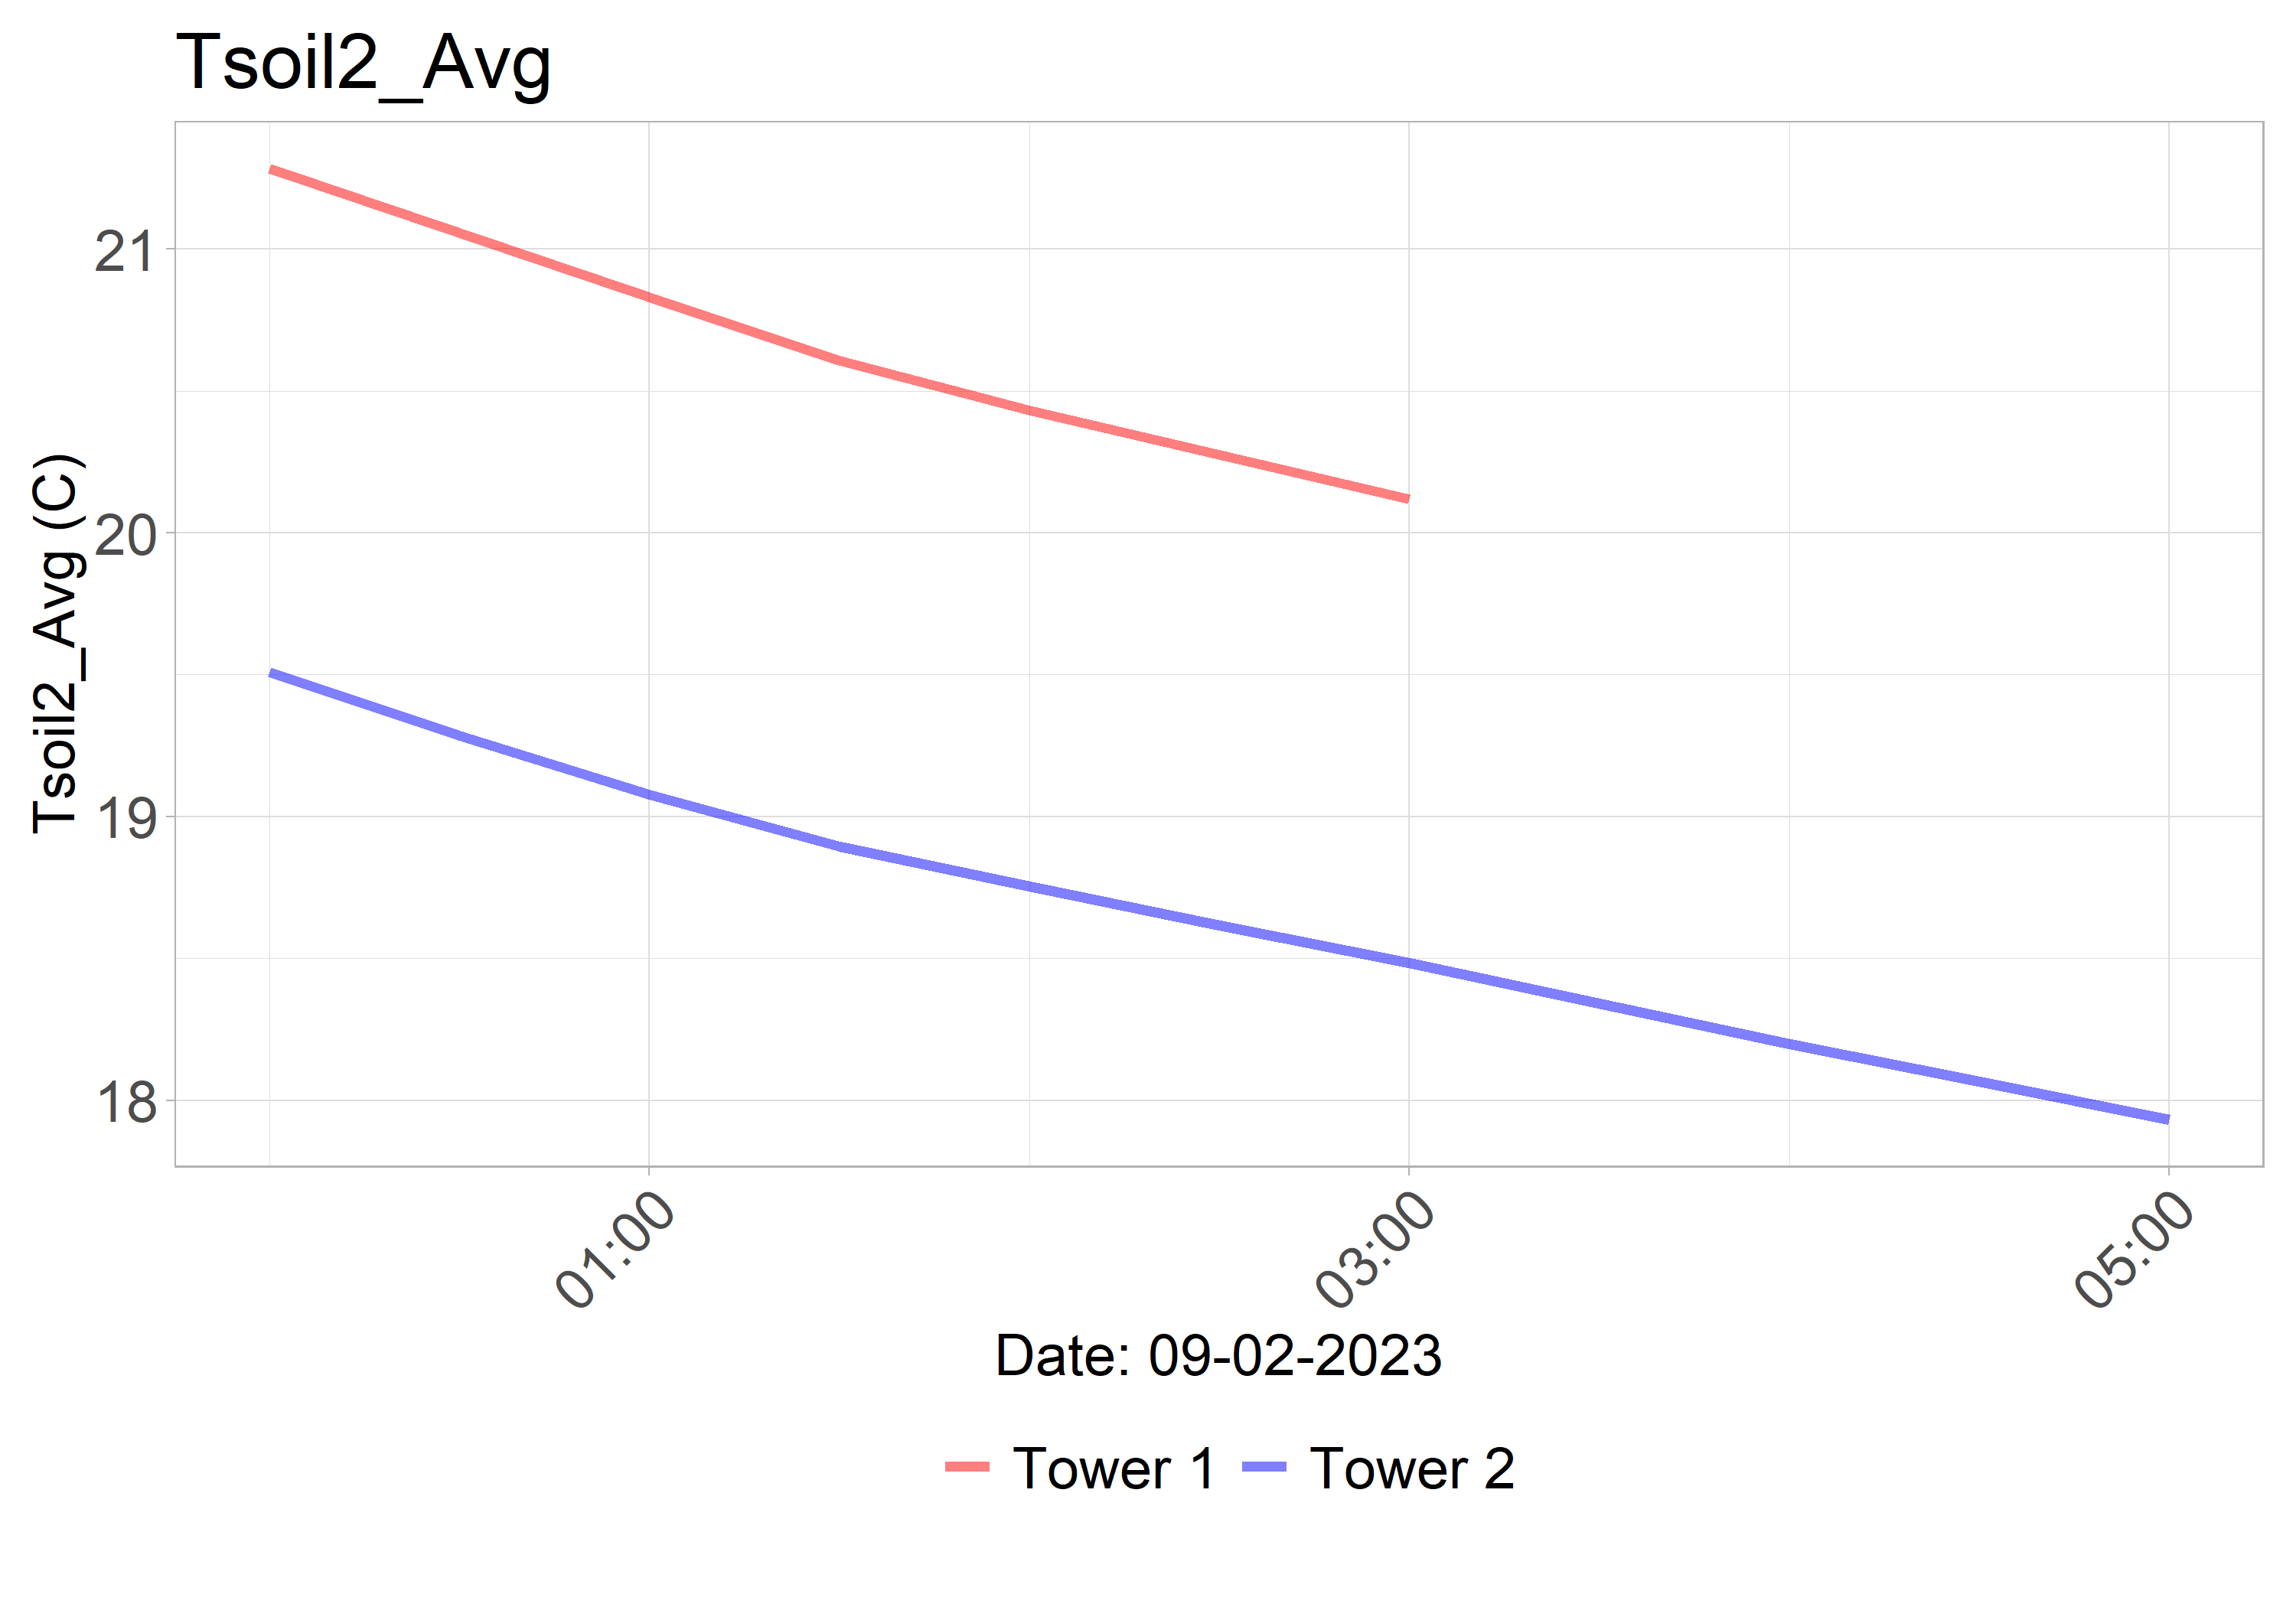 Tsoil2_Avg
Tsoil2_Avg (C)
21
20
19
18
01:00
03:00
05:00
Date: 09-02-2023
Tower 1
Tower 2